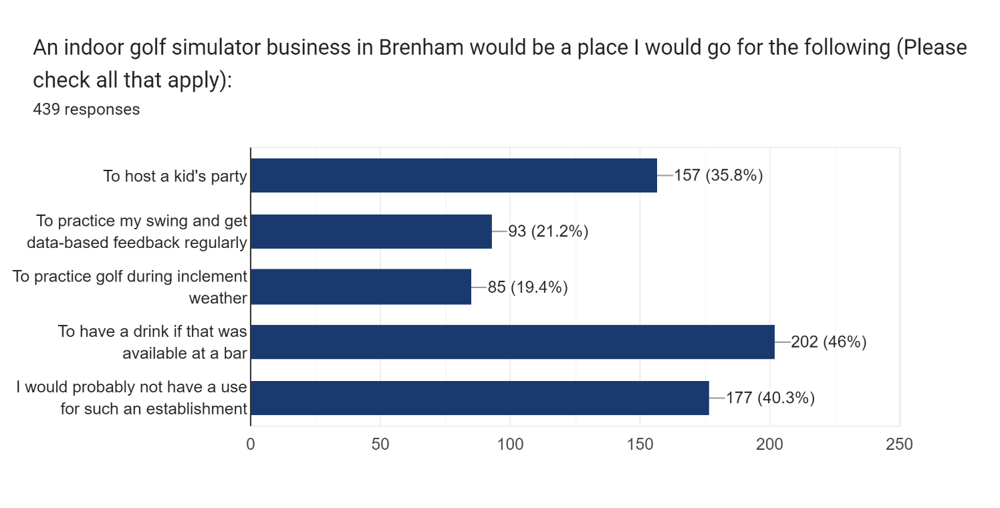 An indoor golf simulator business in Brenham would be a place I would go for the following (Please
check all that apply):
439 responses
To host a kid's party
157 (35.8%)
To practice my swing and get
data-based feedback regularly
93 (21.2%)
To practice golf during inclement
weather
85 (19.4%)
To have a drink if that was
available at a bar
202 (46%)
I would probably not have a use
for such an establishment
177 (40.3%)
0 50 100 150 200 250